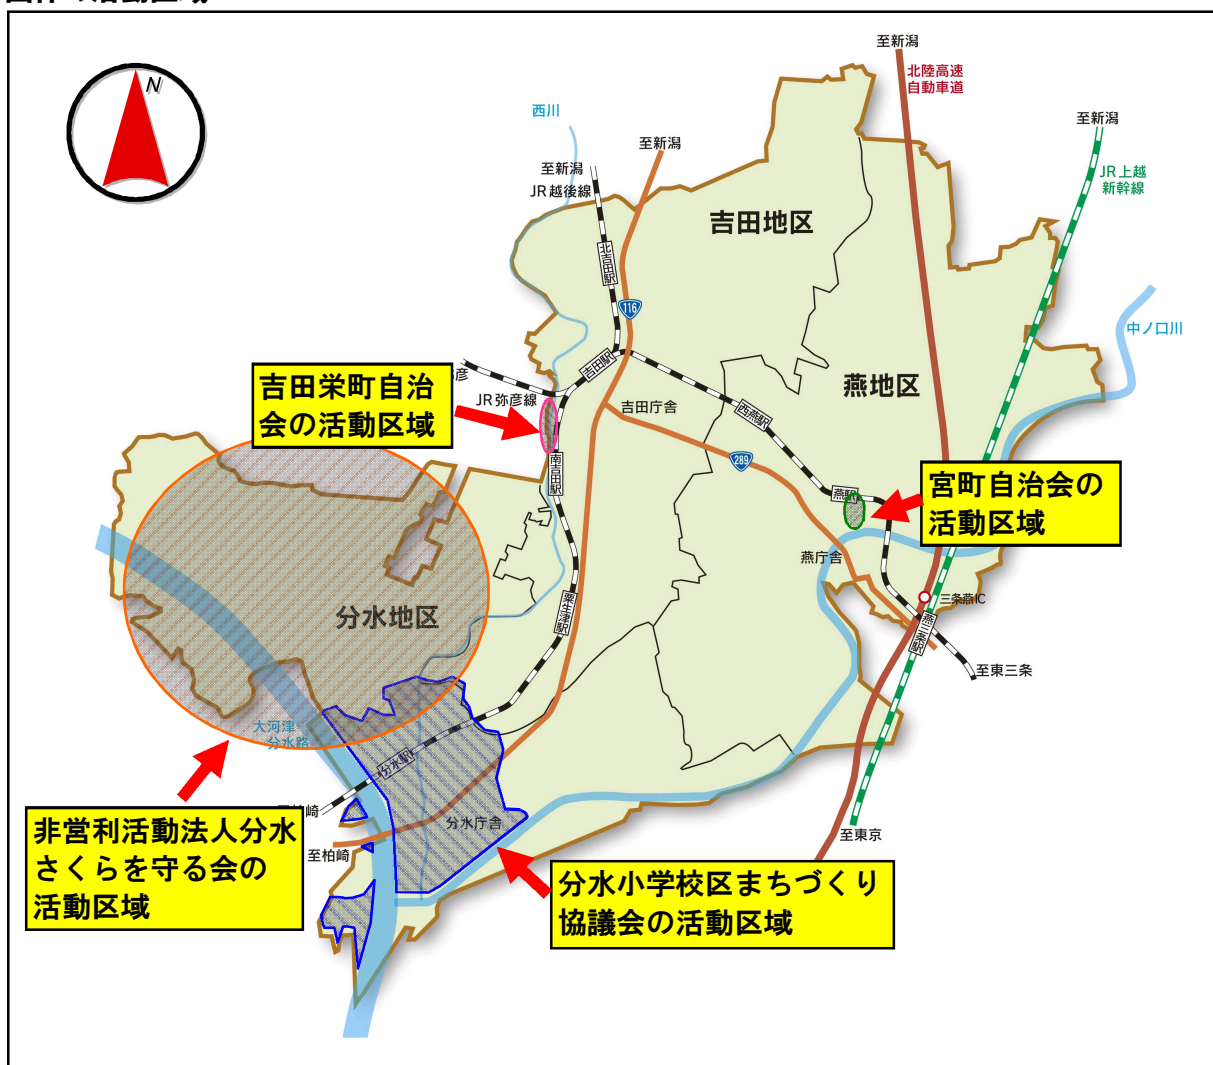 N
至新潟
北陸高速
自動車道
西川
至新潟
至新潟
JR上越
新幹線
至新潟
JR越後線
吉田地区
北吉田駅
116
中ノ口川
吉田駅
吉田栄町自治
会の活動区域
彦
JR弥彦線
燕地区
吉田庁舎
西燕駅
南吉田駅
289
燕駅
宮町自治会の
活動区域
燕庁舎
分水地区
粟生津駅
三条燕IC
燕三条駅
至東三条
大河津
分水路
分水駅
崎
分水庁舎
至柏崎
至東京
非営利活動法人分水
さくらを守る会の
活動区域
分水小学校区まちづくり
協議会の活動区域